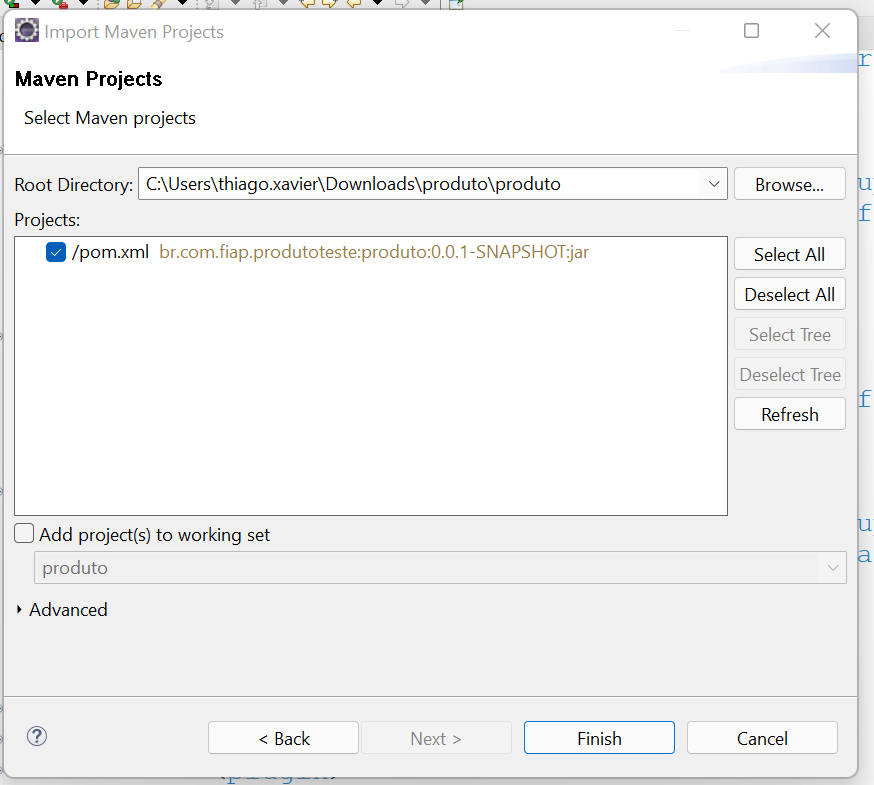 Import Maven Projects
Maven Projects
Select Maven projects
Root Directory: C:\Users\thiago.xavier\Downloads\produto\produto Browse...
Projects:
/pom.xml br.com.fiap.produtoteste:produto:0.0.1-SNAPSHOT:jar
Select All
Deselect All
Select Tree
Deselect Tree
Refresh
Add project(s) to working set
produto
Advanced
? < Back Next > Finish Cancel